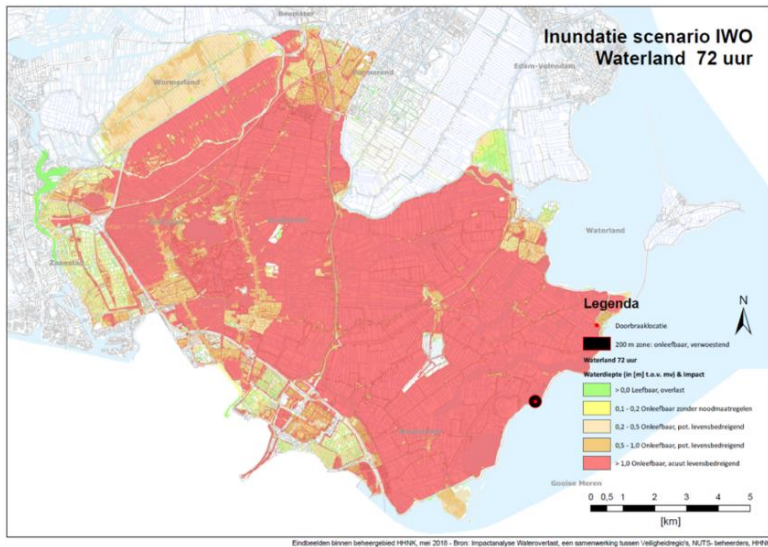 Inundatie scenario IWO
Waterland 72 uur
Beemster
Edam-Volendam
Wormerland
Waterland
Zaanstad
Legenda
N
Doorbraaklocatie
200 m zone: onleefbaar, verwoestend
Waterland 72 uur
Waterdiepte (in [m] t.o.v. mv) & Impact
> 0,0 Leefbaar, overlast
0,1 - 0,2 Onleefbaar zonder noodmaatregelen
0,2 - 0,5 Onleefbaar, pot. levensbedreigend
0,5 - 1,0 Onleefbaar, pot. levensbedreigend
> 1,0 Onleefbaar, acuut levensbedreigend
Gooise Meren
0 0,5 1 2 3 4 5
[km]
Eindbeelden binnen beheergebied HHNK, mei 2018 - Bron: Impactanalyse Wateroverlast, een samenwerking tussen Veiligheidregio's, NUTS- beheerders, HHNK